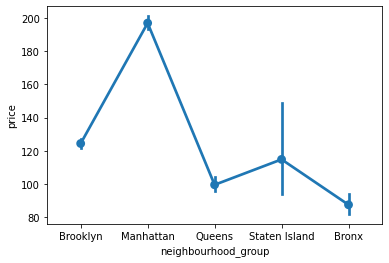 200
180
160
140
120
100
80
price
Brooklyn Manhattan Queens Staten Island Bronx
neighbourhood_group